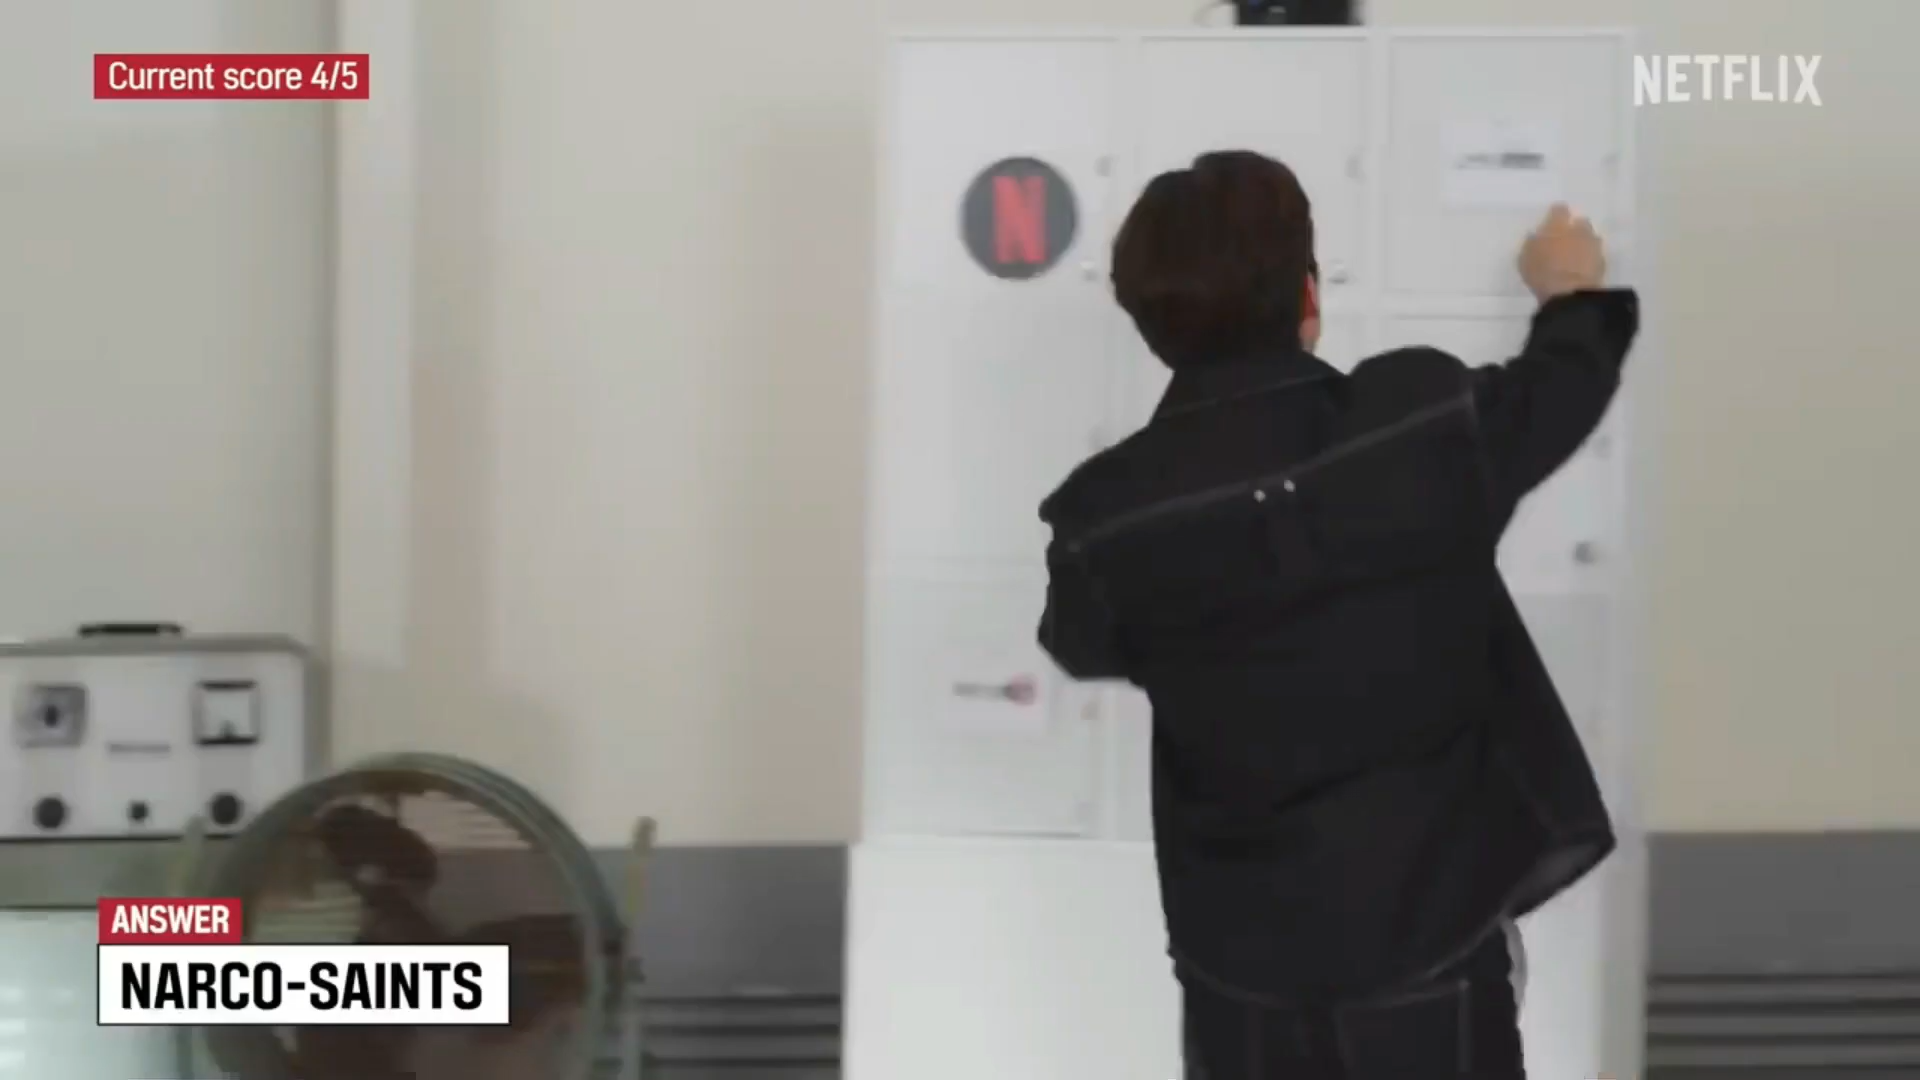 Current score 4/5
NETFLIX
N
ANSWER
NARCO-SAINTS